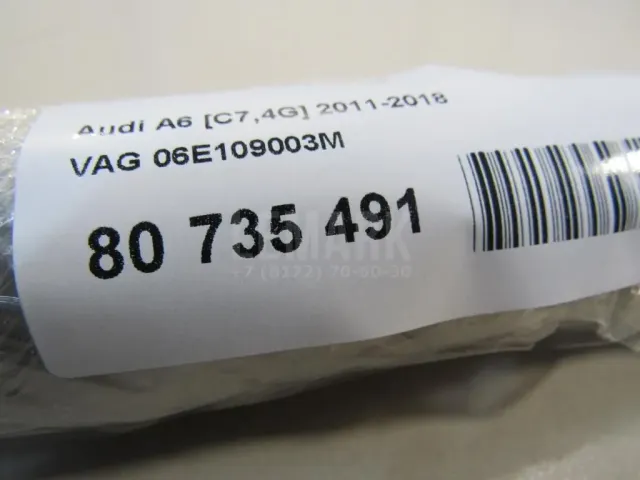 Audi A6 [C7,4G] 2011-2018
VAG 06E109003M
80 735 491